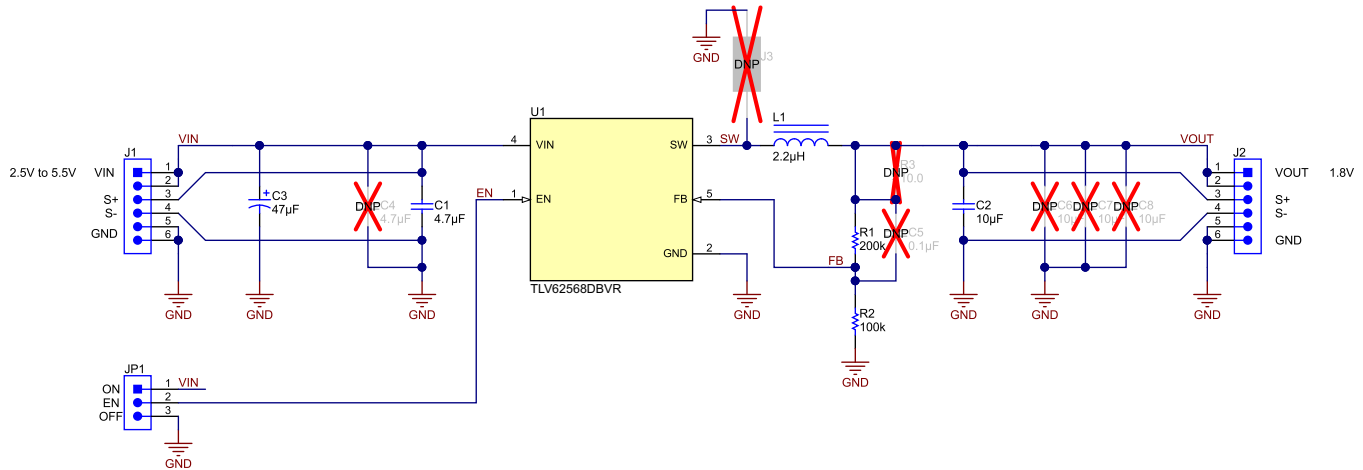 GND
DNP J3
U1
4 VIN
SW 3 SW
1 EN
EN
FB 5
GND 2
TLV62568DBVR
GND
L1
2.2µH
2.5V to 5.5V
J1
VIN
VIN 1
2
S+ 3
S- 4
5
GND 6
GND
C3
47µF
GND
DNP C4
4.7µF
C1
4.7µF
GND
JP1
ON 1 VIN
EN 2
OFF 3
GND
DNP R3
10.0
R1
200k
DNP C5
0.1µF
FB
R2
100k
GND
C2
10µF
GND
DNP C6
10µF
DNP C7
10µF
DNP C8
10µF
GND
VOUT
J2
1 VOUT 1.8V
2
3 S+
4 S-
5
6 GND
GND